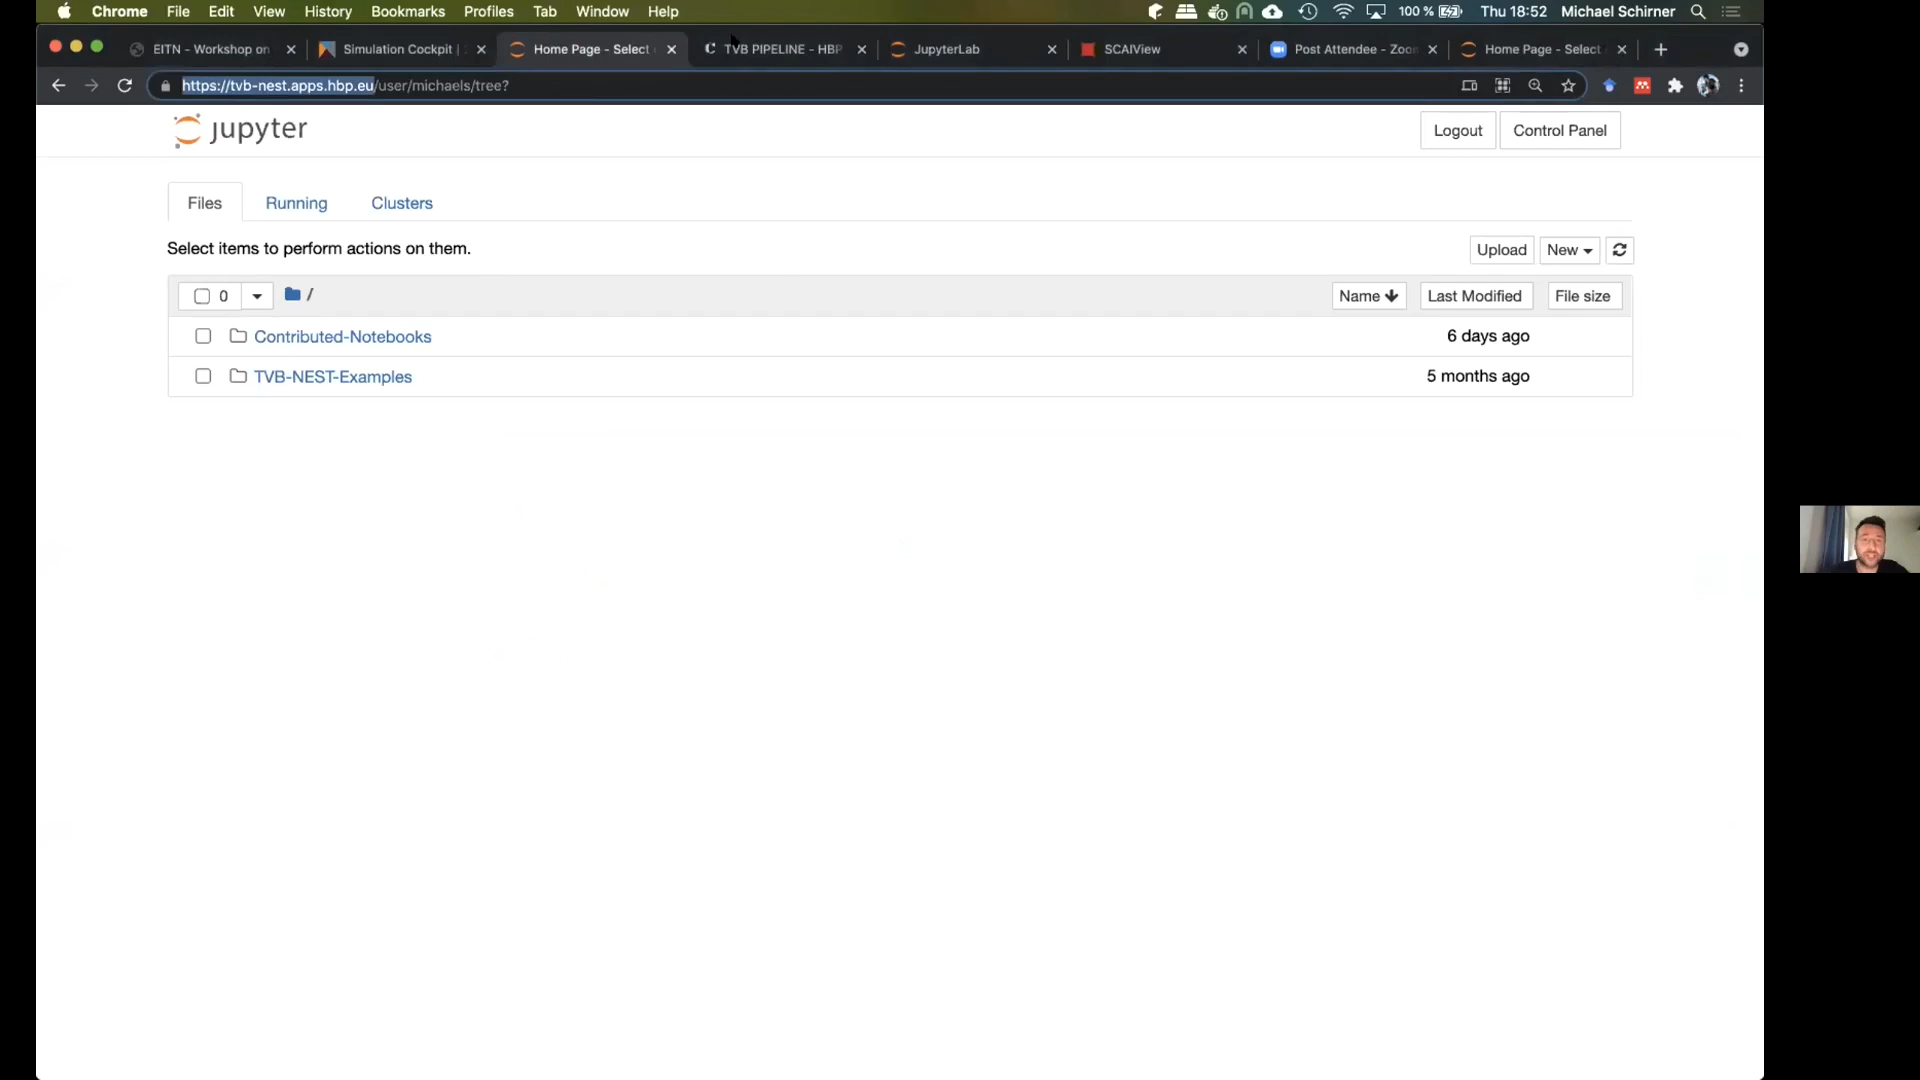 Chrome File Edit View History Bookmarks Profiles Tab Window Help 100 % Thu 18:52 Michael Schirner
EITN - Workshop on Simulation Cockpit | Home Page - Select TVB PIPELINE - HBP JupyterLab SCAIView Post Attendee - Zoom Home Page - Select
https://tvb-nest.apps.hbp.eu/user/michaels/tree?
jupyter Logout Control Panel
Files Running Clusters
Select items to perform actions on them. Upload New
0 / Name Last Modified File size
Contributed-Notebooks 6 days ago
TVB-NEST-Examples 5 months ago